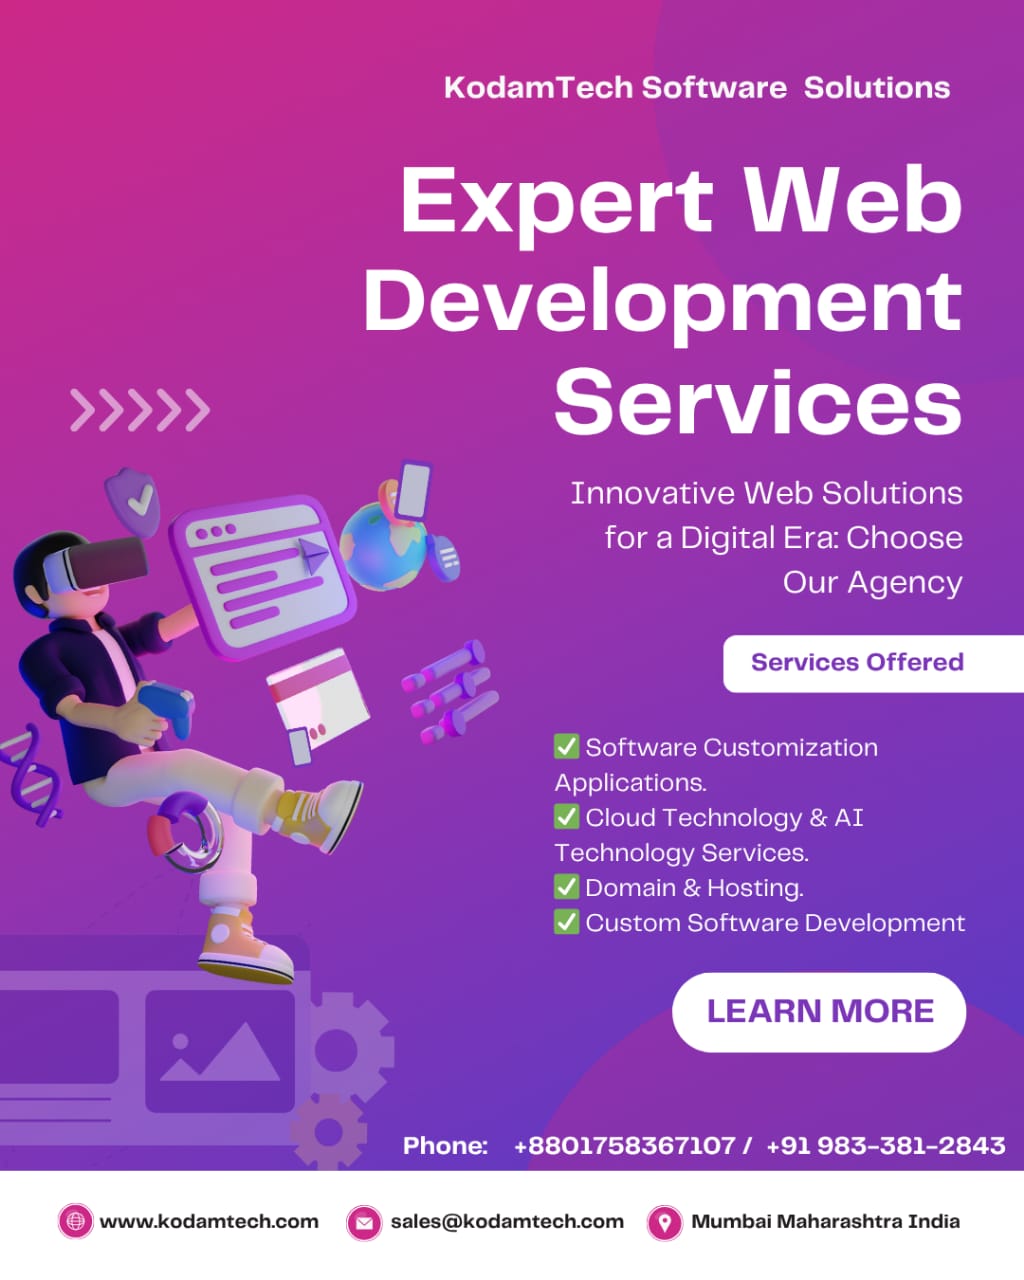 KodamTech Software  Solutions
Expert Web
Development
Services
Innovative Web Solutions
for a Digital Era: Choose
Our Agency
Services Offered
✅ Software Customization
Applications.
✅ Cloud Technology & AI
Technology Services.
✅ Domain & Hosting.
✅ Custom Software Development
LEARN MORE
Phone: +8801758367107 / +91 983-381-2843
www.kodamtech.com sales@kodamtech.com Mumbai Maharashtra India